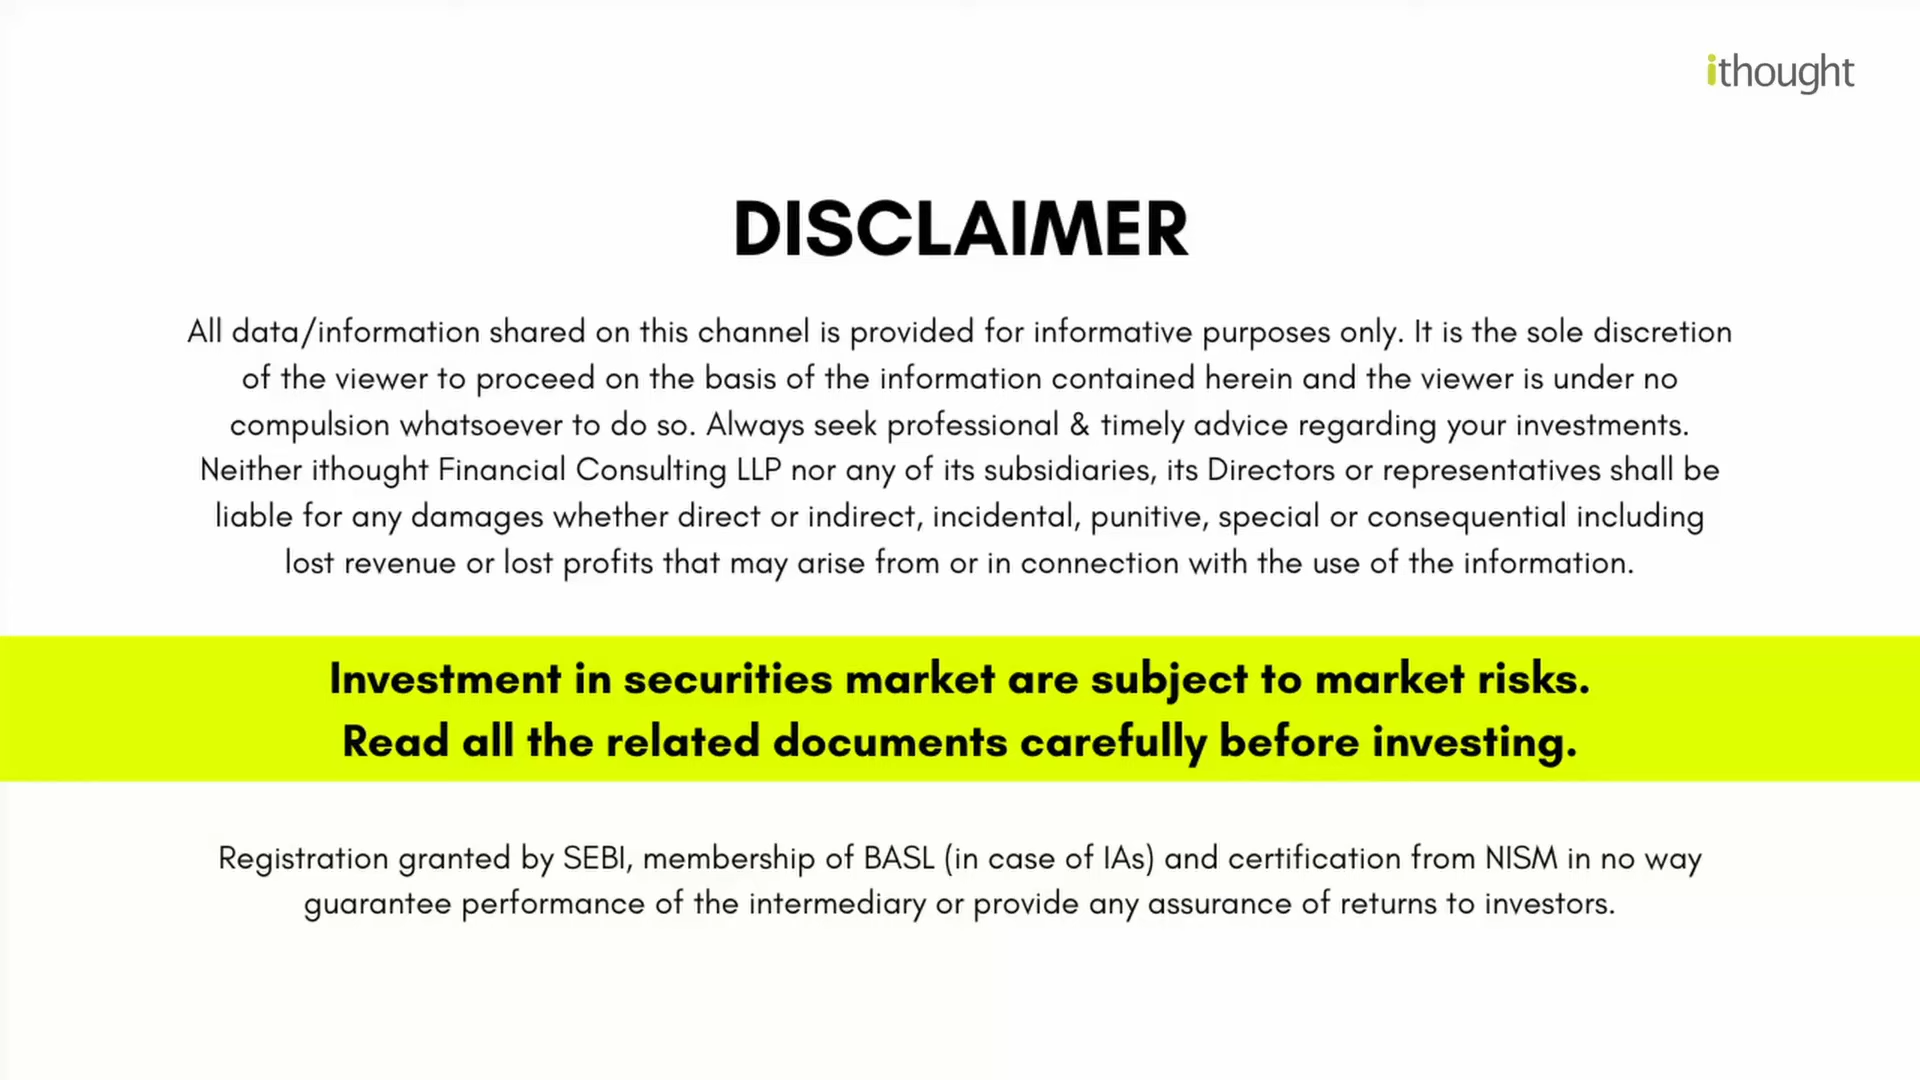 ithought
DISCLAIMER
All data/information shared on this channel is provided for informative purposes only. It is the sole discretion
of the viewer to proceed on the basis of the information contained herein and the viewer is under no
compulsion whatsoever to do so. Always seek professional & timely advice regarding your investments.
Neither ithought Financial Consulting LLP nor any of its subsidiaries, its Directors or representatives shall be
liable for any damages whether direct or indirect, incidental, punitive, special or consequential including
lost revenue or lost profits that may arise from or in connection with the use of the information.
Investment in securities market are subject to market risks.
Read all the related documents carefully before investing.
Registration granted by SEBI, membership of BASL (in case of IAs) and certification from NISM in no way
guarantee performance of the intermediary or provide any assurance of returns to investors.